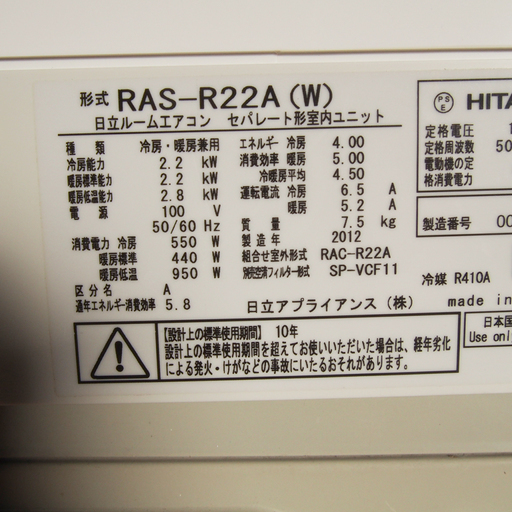 形式 RAS-R22A(W)
日立ルームエアコン セパレート形室内ユニット
種類 冷房・暖房兼用
冷房能力 2.2 kW
暖房標準能力 2.2 kW
暖房低温能力 2.8 kW
電源 100 V
50/60 Hz
消費電力 冷房 550 W
暖房標準 440 W
暖房低温 950 W
区分名 A
通年エネルギー消費効率 5.8
エネルギー 冷房 4.00
消費効率 暖房 5.00
冷暖房平均 4.50
運転電流 冷房 6.5 A
暖房 5.2 A
質量 7.5 kg
製造年 2012
組合せ室外形式 RAC-R22A
別売空清フィルター形式 SP-VCF11
日立アプライアンス(株)
【設計上の標準使用期間】 10年
設計上の標準使用期間を超えてお使いいただいた場合は、経年劣化
による発火・けがなどの事故にいたるおそれがあります。
PS
E
HITA
定格電圧 1
定格周波数 50
電動機の定
格消費電力
製造番号 00
冷媒 R410A
made in
日本国
Use onl